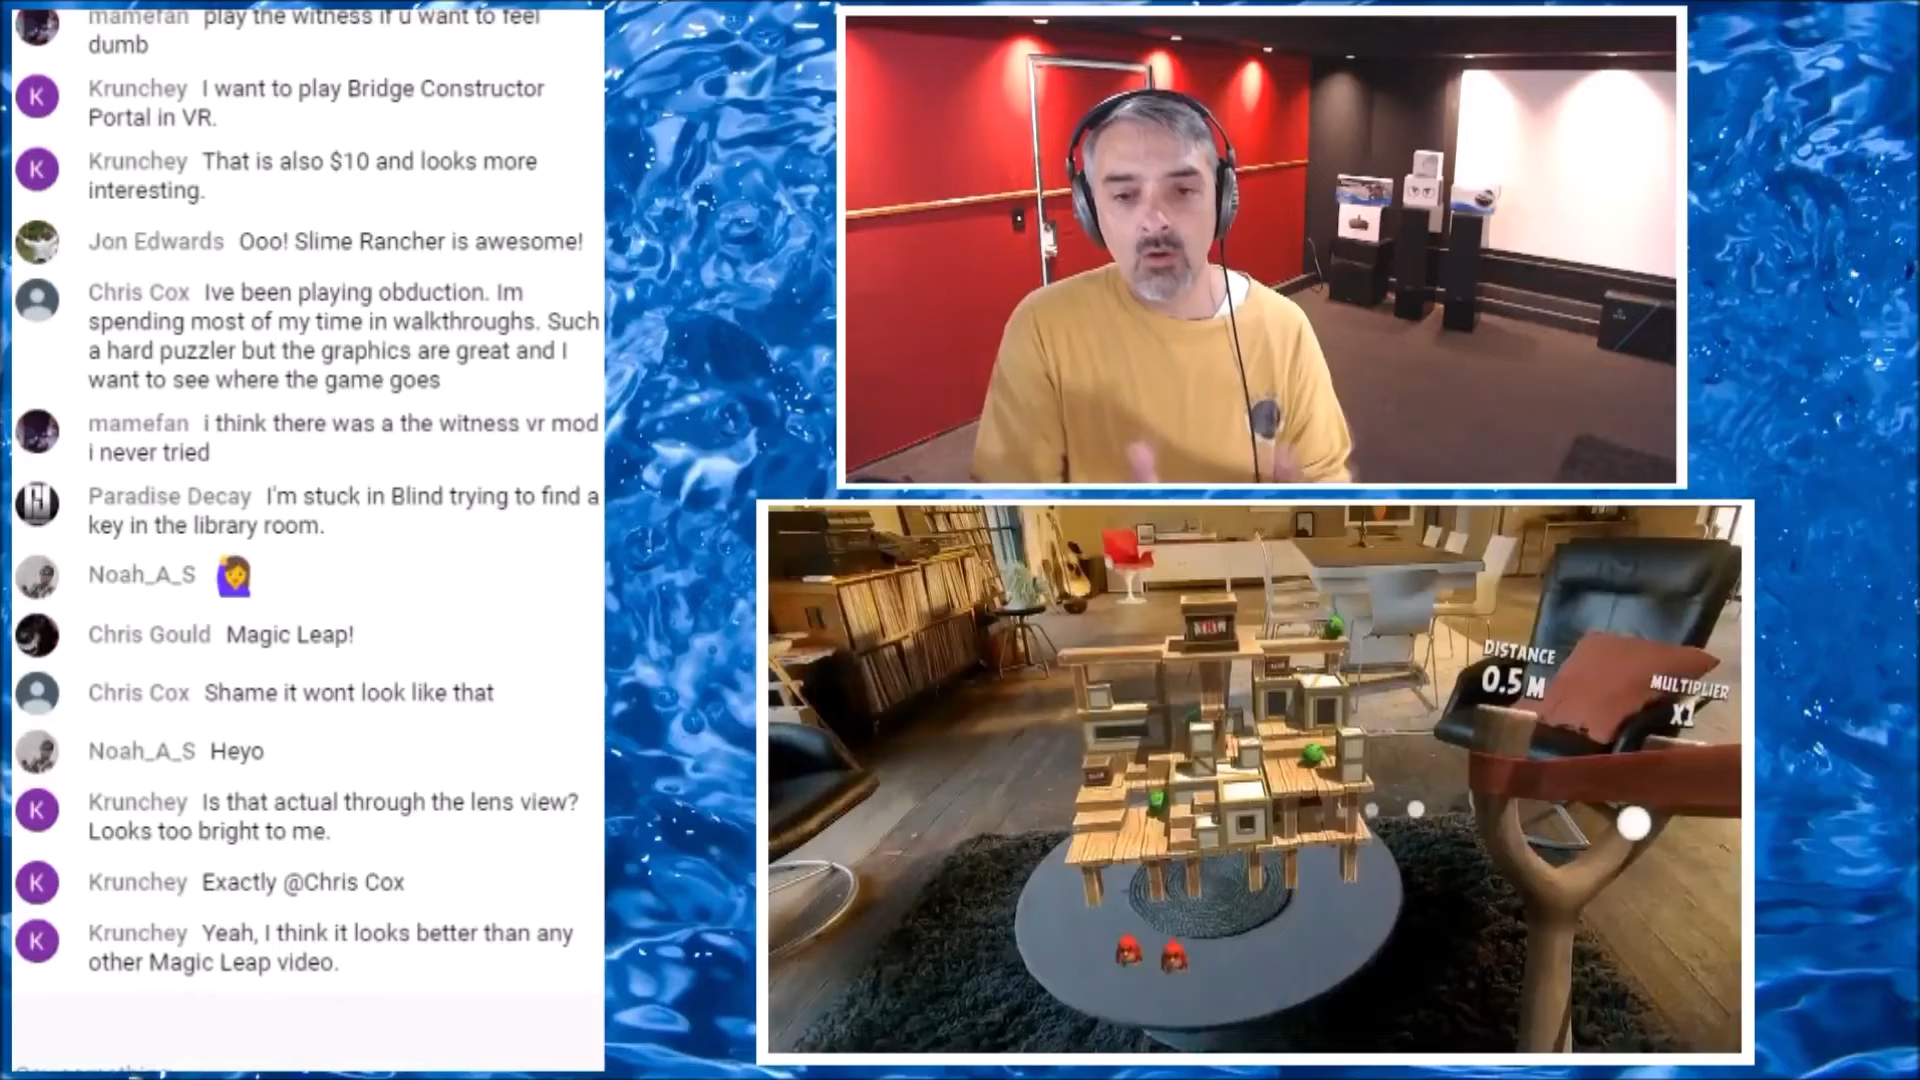 mamefan play the witness if u want to feel
dumb
K
Krunchey I want to play Bridge Constructor
Portal in VR.
K
Krunchey That is also $10 and looks more
interesting.
Jon Edwards Ooo! Slime Rancher is awesome!
Chris Cox Ive been playing obduction. Im
spending most of my time in walkthroughs. Such
a hard puzzler but the graphics are great and I
want to see where the game goes
mamefan i think there was a the witness vr mod
i never tried
Paradise Decay I'm stuck in Blind trying to find a
key in the library room.
Noah_A_S
Chris Gould Magic Leap!
Chris Cox Shame it wont look like that
Noah_A_S Heyo
K
Krunchey Is that actual through the lens view?
Looks too bright to me.
K
Krunchey Exactly @Chris Cox
K
Krunchey Yeah, I think it looks better than any
other Magic Leap video.
DISTANCE
0.5 M
MULTIPLIER
X1